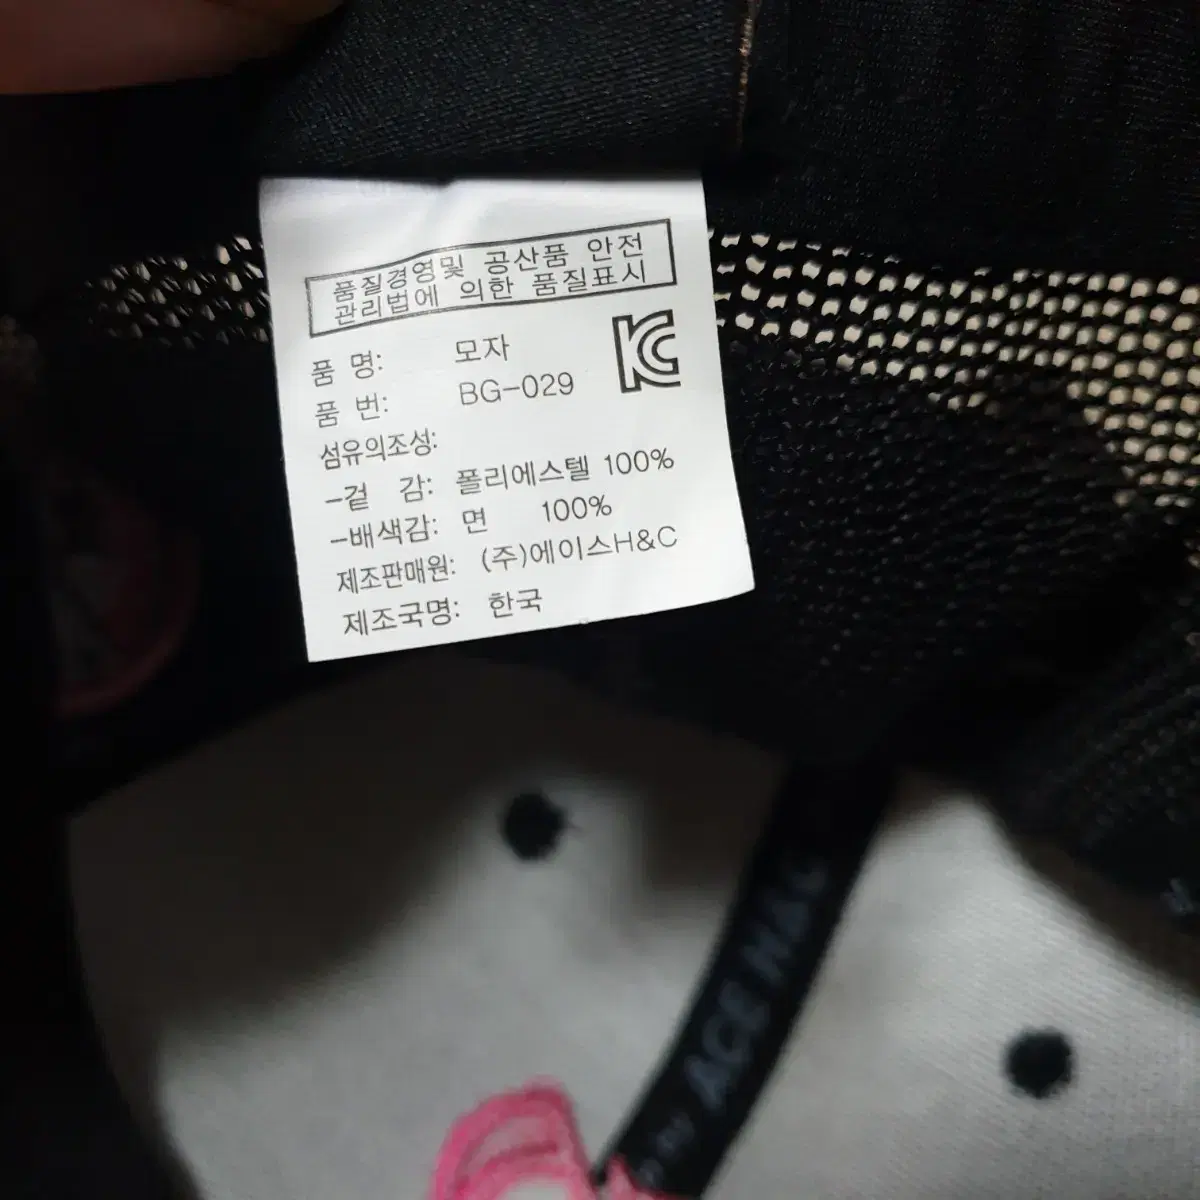 품질경영및 공산품 안전
관리법에 의한 품질표시
품 명: 모자
품 번: BG-029
KC
섬유의조성:
-겉 감: 폴리에스텔 100%
-배색감: 면 100%
제조판매원: (주)에이스H&C
제조국명: 한국
ACE H&C